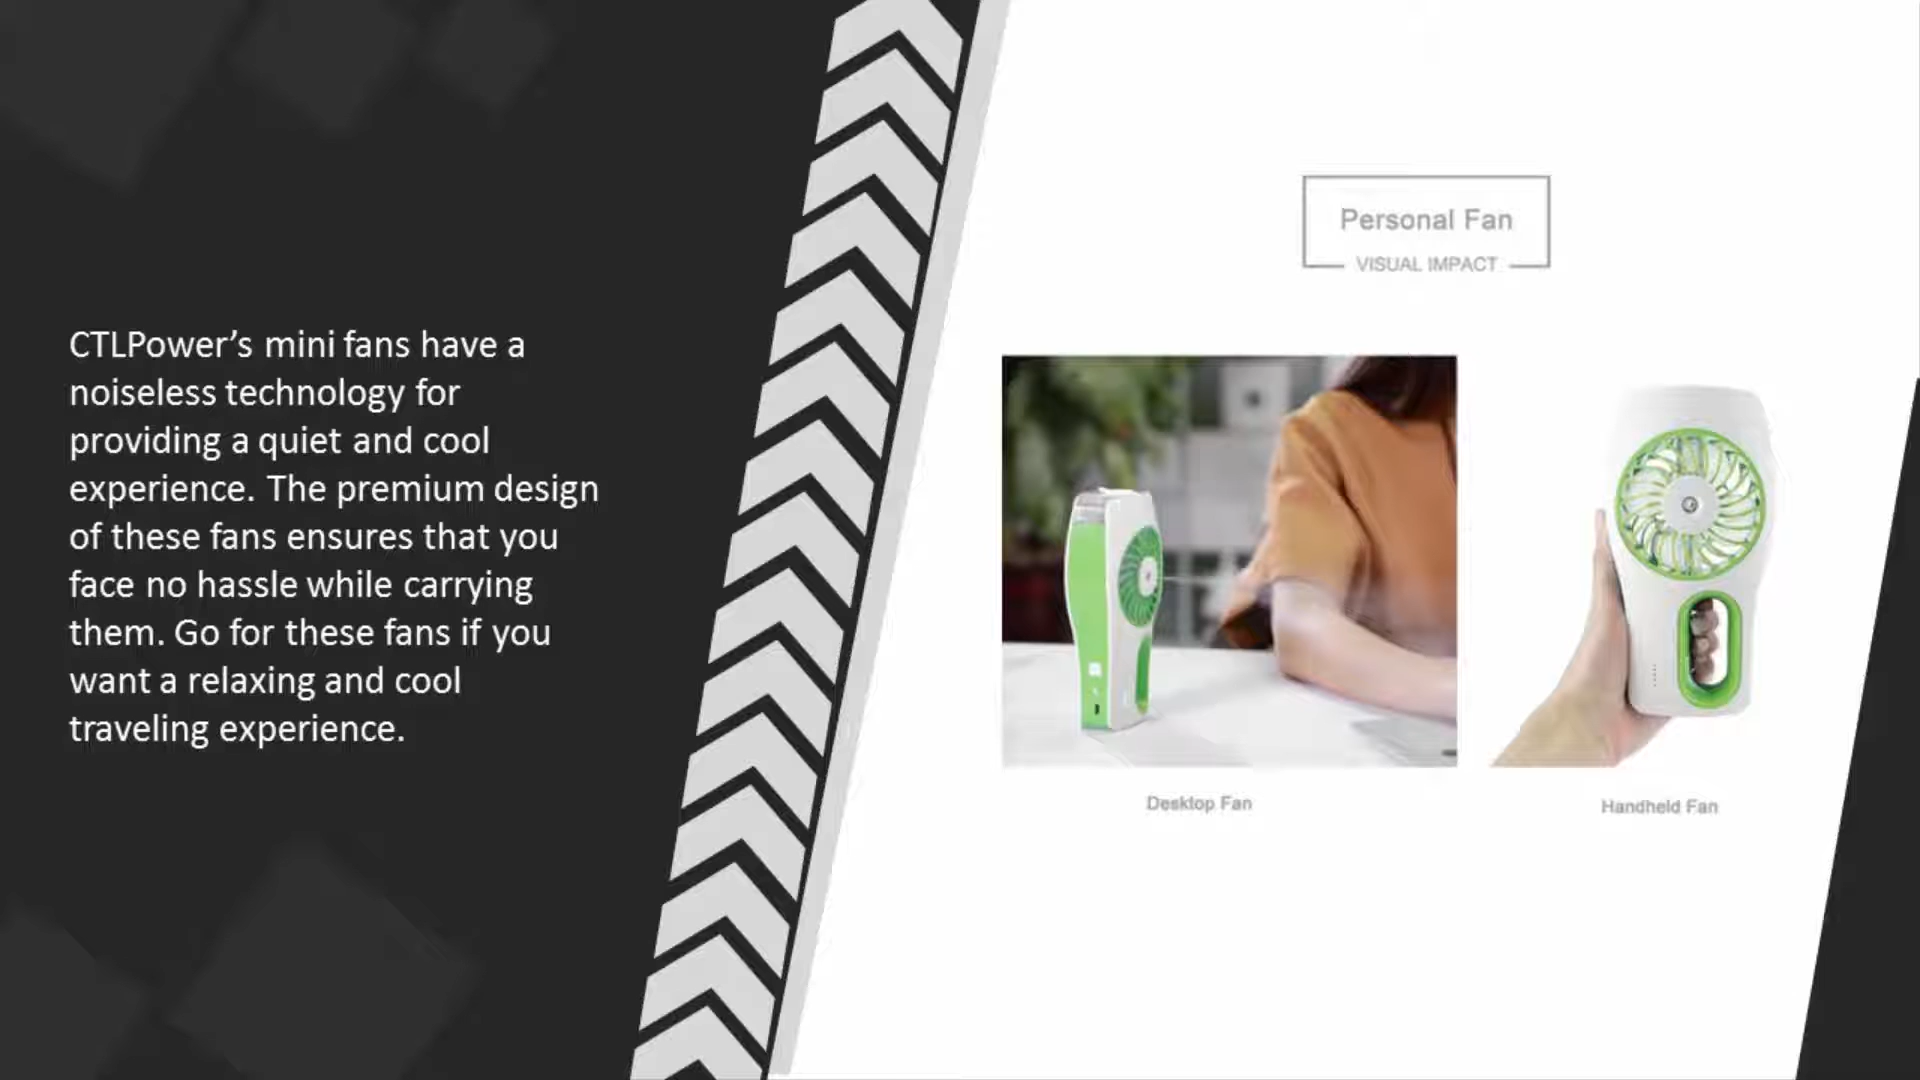 CTLPower’s mini fans have a
noiseless technology for
providing a quiet and cool
experience. The premium design
of these fans ensures that you
face no hassle while carrying
them. Go for these fans if you
want a relaxing and cool
traveling experience.
Personal Fan
VISUAL IMPACT
Desktop Fan
Handheld Fan